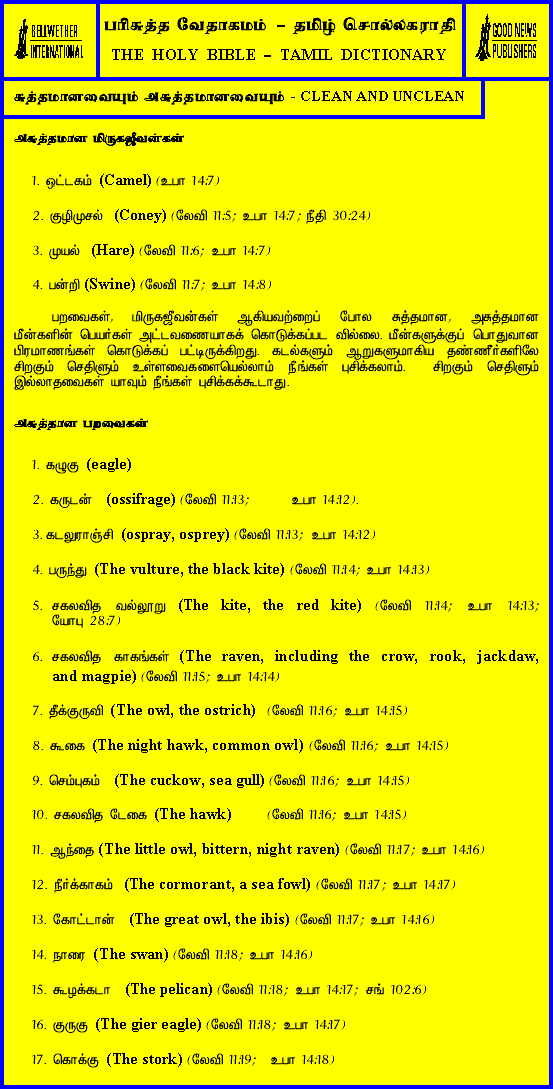 BELLWETHER
INTERNATIONAL
பரிசுத்த வேதாகமம் – தமிழ் சொல்லகராதி
THE HOLY BIBLE – TAMIL DICTIONARY
GOOD NEWS
PUBLISHERS
சுத்தமானவையும் அசுத்தமானவையும் - CLEAN AND UNCLEAN
அசுத்தமான மிருகஜீவன்கள்
1. ஒட்டகம் (Camel) (உபா 14:7)
2. குழிமுசல் (Coney) (லேவி 11:5; உபா 14:7; நீதி 30:24)
3. முயல் (Hare) (லேவி 11:6; உபா 14:7)
4. பன்றி (Swine) (லேவி 11:7; உபா 14:8)
பறவைகள், மிருகஜீவன்கள் ஆகியவற்றைப் போல சுத்தமான, அசுத்தமான
மீன்களின் பெயர்கள் அட்டவணையாகக் கொடுக்கப்பட வில்லை. மீன்களுக்குப் பொதுவான
பிரமாணங்கள் கொடுக்கப் பட்டிருக்கிறது. கடல்களும் ஆறுகளுமாகிய தண்ணீர்களிலே
சிறகும் செதிளும் உள்ளவைகளையெல்லாம் நீங்கள் புசிக்கலாம். சிறகும் செதிளும்
இல்லாதவைகள் யாவும் நீங்கள் புசிக்கக்கூடாது.
அசுத்தான பறவைகள்
1. கழுகு (eagle)
2. கருடன் (ossifrage) (லேவி 11:13; உபா 14:12).
3. கடலுராஞ்சி (ospray, osprey) (லேவி 11:13; உபா 14:12)
4. பருந்து (The vulture, the black kite) (லேவி 11:14; உபா 14:13)
5. சகலவித வல்லூறு (The kite, the red kite) (லேவி 11:14; உபா 14:13;
யோபு 28:7)
6. சகலவித காகங்கள் (The raven, including the crow, rook, jackdaw,
and magpie) (லேவி 11:15; உபா 14:14)
7. தீக்குருவி (The owl, the ostrich) (லேவி 11:16; உபா 14:15)
8. கூகை (The night hawk, common owl) (லேவி 11:16; உபா 14:15)
9. செம்புகம் (The cuckow, sea gull) (லேவி 11:16; உபா 14:15)
10. சகலவித டேகை (The hawk) (லேவி 11:16; உபா 14:15)
11. ஆந்தை (The little owl, bittern, night raven) (லேவி 11:17; உபா 14:16)
12. நீர்க்காகம் (The cormorant, a sea fowl) (லேவி 11:17; உபா 14:17)
13. கோட்டான் (The great owl, the ibis) (லேவி 11:17; உபா 14:16)
14. நாரை (The swan) (லேவி 11:18; உபா 14:16)
15. கூழக்கடா (The pelican) (லேவி 11:18; உபா 14:17; சங் 102:6)
16. குருகு (The gier eagle) (லேவி 11:18; உபா 14:17)
17. கொக்கு (The stork) (லேவி 11:19; உபா 14:18)